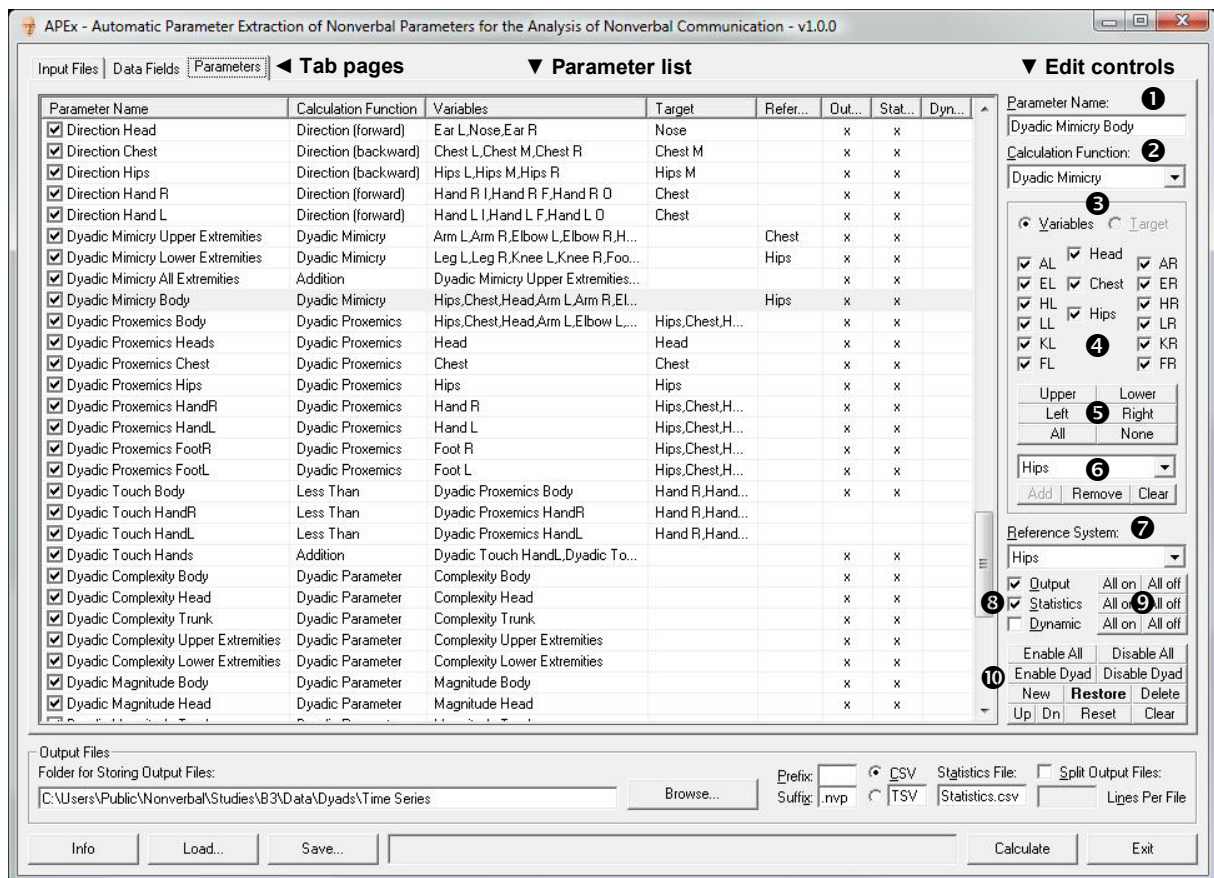 APEx - Automatic Parameter Extraction of Nonverbal Parameters for the Analysis of Nonverbal Communication - v1.0.0
Input Files Data Fields Parameters ◄ Tab pages ▼ Parameter list ▼ Edit controls
Parameter Name Calculation Function Variables Target Refer... Out... Stat... Dyn...
Direction Head Direction (forward) Ear L,Nose,Ear R Nose x x
Direction Chest Direction (backward) Chest L,Chest M,Chest R Chest M x x
Direction Hips Direction (backward) Hips L,Hips M,Hips R Hips M x x
Direction Hand R Direction (forward) Hand R I,Hand R F,Hand R O Chest x x
Direction Hand L Direction (forward) Hand L I,Hand L F,Hand L O Chest x x
Dyadic Mimicry Upper Extremities Dyadic Mimicry Arm L,Arm R,Elbow L,Elbow R,H... Chest x x
Dyadic Mimicry Lower Extremities Dyadic Mimicry Leg L,Leg R,Knee L,Knee R,Foo... Hips x x
Dyadic Mimicry All Extremities Addition Dyadic Mimicry Upper Extremities... x x
Dyadic Mimicry Body Dyadic Mimicry Hips,Chest,Head,Arm L,Arm R,El... Hips x x
Dyadic Proxemics Body Dyadic Proxemics Hips,Chest,Head,Arm L,Elbow L,... Hips,Chest,H... x x
Dyadic Proxemics Heads Dyadic Proxemics Head Head x x
Dyadic Proxemics Chest Dyadic Proxemics Chest Chest x x
Dyadic Proxemics Hips Dyadic Proxemics Hips Hips x x
Dyadic Proxemics HandR Dyadic Proxemics Hand R Hips,Chest,H... x x
Dyadic Proxemics HandL Dyadic Proxemics Hand L Hips,Chest,H... x x
Dyadic Proxemics FootR Dyadic Proxemics Foot R Hips,Chest,H... x x
Dyadic Proxemics FootL Dyadic Proxemics Foot L Hips,Chest,H... x x
Dyadic Touch Body Less Than Dyadic Proxemics Body Hand R,Hand... x x
Dyadic Touch HandR Less Than Dyadic Proxemics HandR Hand R,Hand...
Dyadic Touch HandL Less Than Dyadic Proxemics HandL Hand R,Hand...
Dyadic Touch Hands Addition Dyadic Touch HandL,Dyadic To... x x
Dyadic Complexity Body Dyadic Parameter Complexity Body x x
Dyadic Complexity Head Dyadic Parameter Complexity Head x x
Dyadic Complexity Trunk Dyadic Parameter Complexity Trunk x x
Dyadic Complexity Upper Extremities Dyadic Parameter Complexity Upper Extremities x x
Dyadic Complexity Lower Extremities Dyadic Parameter Complexity Lower Extremities x x
Dyadic Magnitude Body Dyadic Parameter Magnitude Body x x
Dyadic Magnitude Head Dyadic Parameter Magnitude Head x x
Parameter Name: ❶
Dyadic Mimicry Body
Calculation Function: ❷
Dyadic Mimicry
❸
Variables Target
AL Head AR
EL Chest ER
HL HR
LL Hips LR
KL ❹ KR
FL FR
Upper Lower
Left ❺ Right
All None
Hips ❻
Add Remove Clear
Reference System: ❼
Hips
Output All on All off
❽ Statistics All on ❾ All off
Dynamic All on All off
Enable All Disable All
❿ Enable Dyad Disable Dyad
New Restore Delete
Up Dn Reset Clear
Output Files
Folder for Storing Output Files:
C:\Users\Public\Nonverbal\Studies\B3\Data\Dyads\Time Series
Browse...
Prefix: CSV Statistics File: Split Output Files:
Suffix: .nvp TSV Statistics.csv Lines Per File
Info Load... Save... Calculate Exit